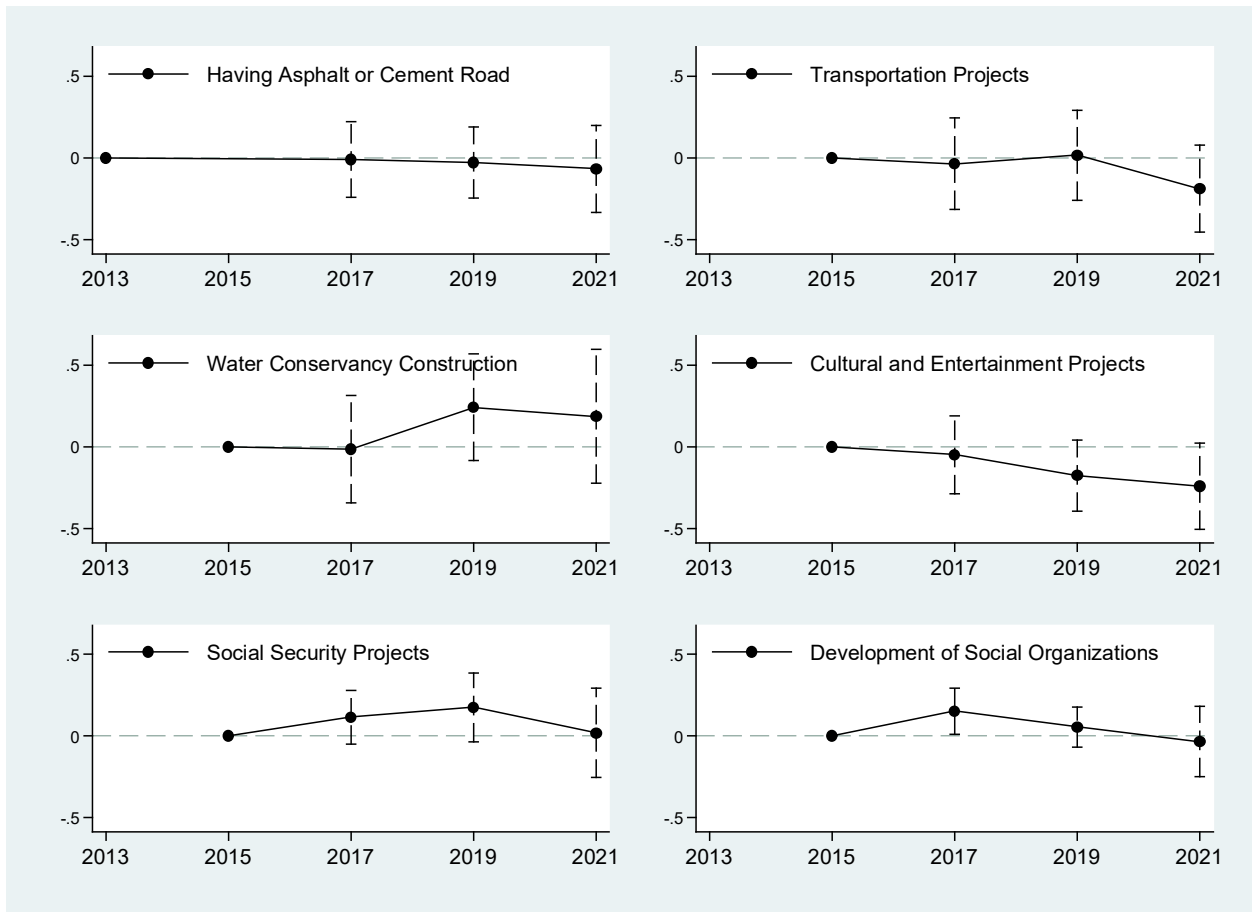 Having Asphalt or Cement Road
.5
0
-.5
2013 2015 2017 2019 2021
Transportation Projects
.5
0
-.5
2013 2015 2017 2019 2021
Water Conservancy Construction
.5
0
-.5
2013 2015 2017 2019 2021
Cultural and Entertainment Projects
.5
0
-.5
2013 2015 2017 2019 2021
Social Security Projects
.5
0
-.5
2013 2015 2017 2019 2021
Development of Social Organizations
.5
0
-.5
2013 2015 2017 2019 2021